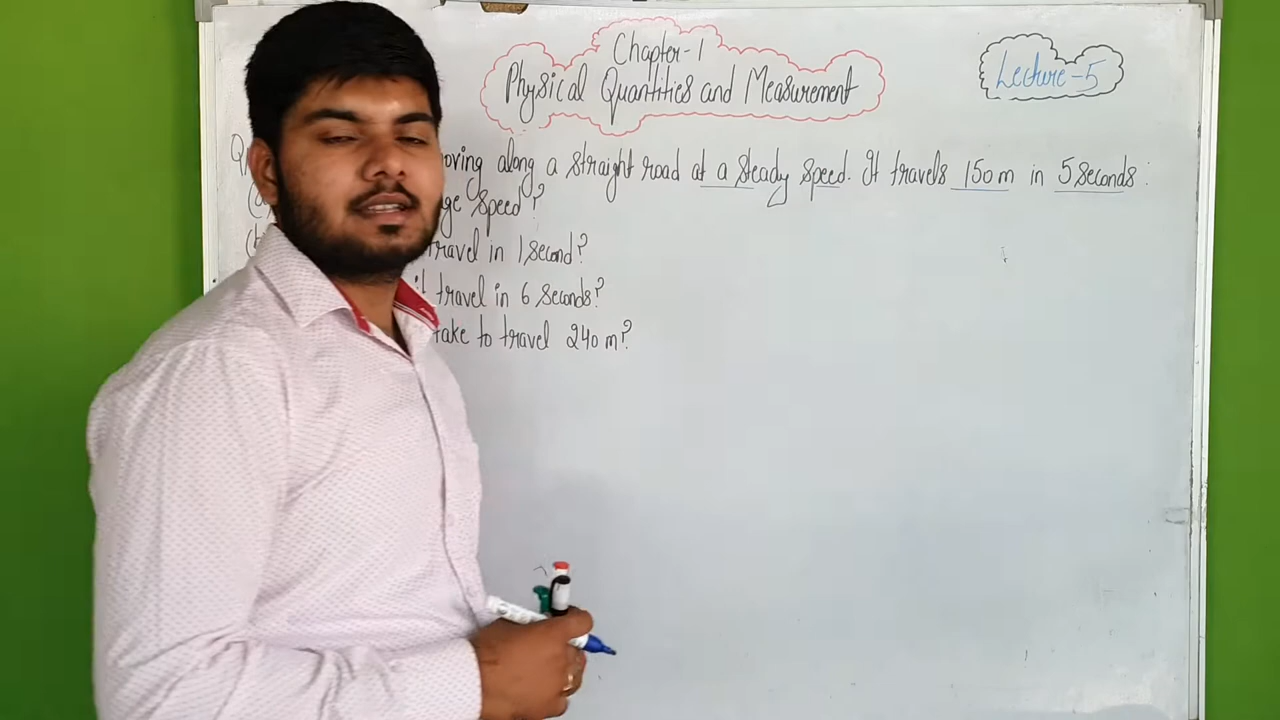 Chapter-1
Physical Quantities and Measurement
Lecture-5
Q oving along a straight road at a steady speed. It travels 150 m in 5 seconds :
(a) ge speed?
(b) travel in 1 second?
it travel in 6 seconds?
take to travel 240 m?